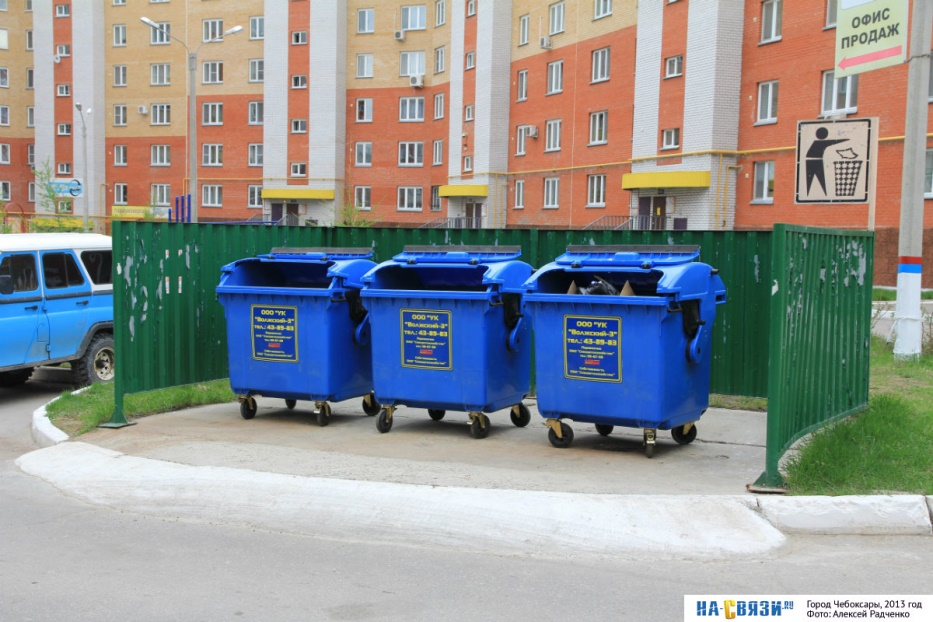 ОФИС
ПРОДАЖ
ООО "УК
"Волжский-3"
тел.: 43-89-83
ООО "УК
"Волжский-3"
тел.: 43-89-83
ООО "УК
"Волжский-3"
тел.: 43-89-83
НА-СВЯЗИ.RU
Город Чебоксары, 2013 год
Фото: Алексей Радченко